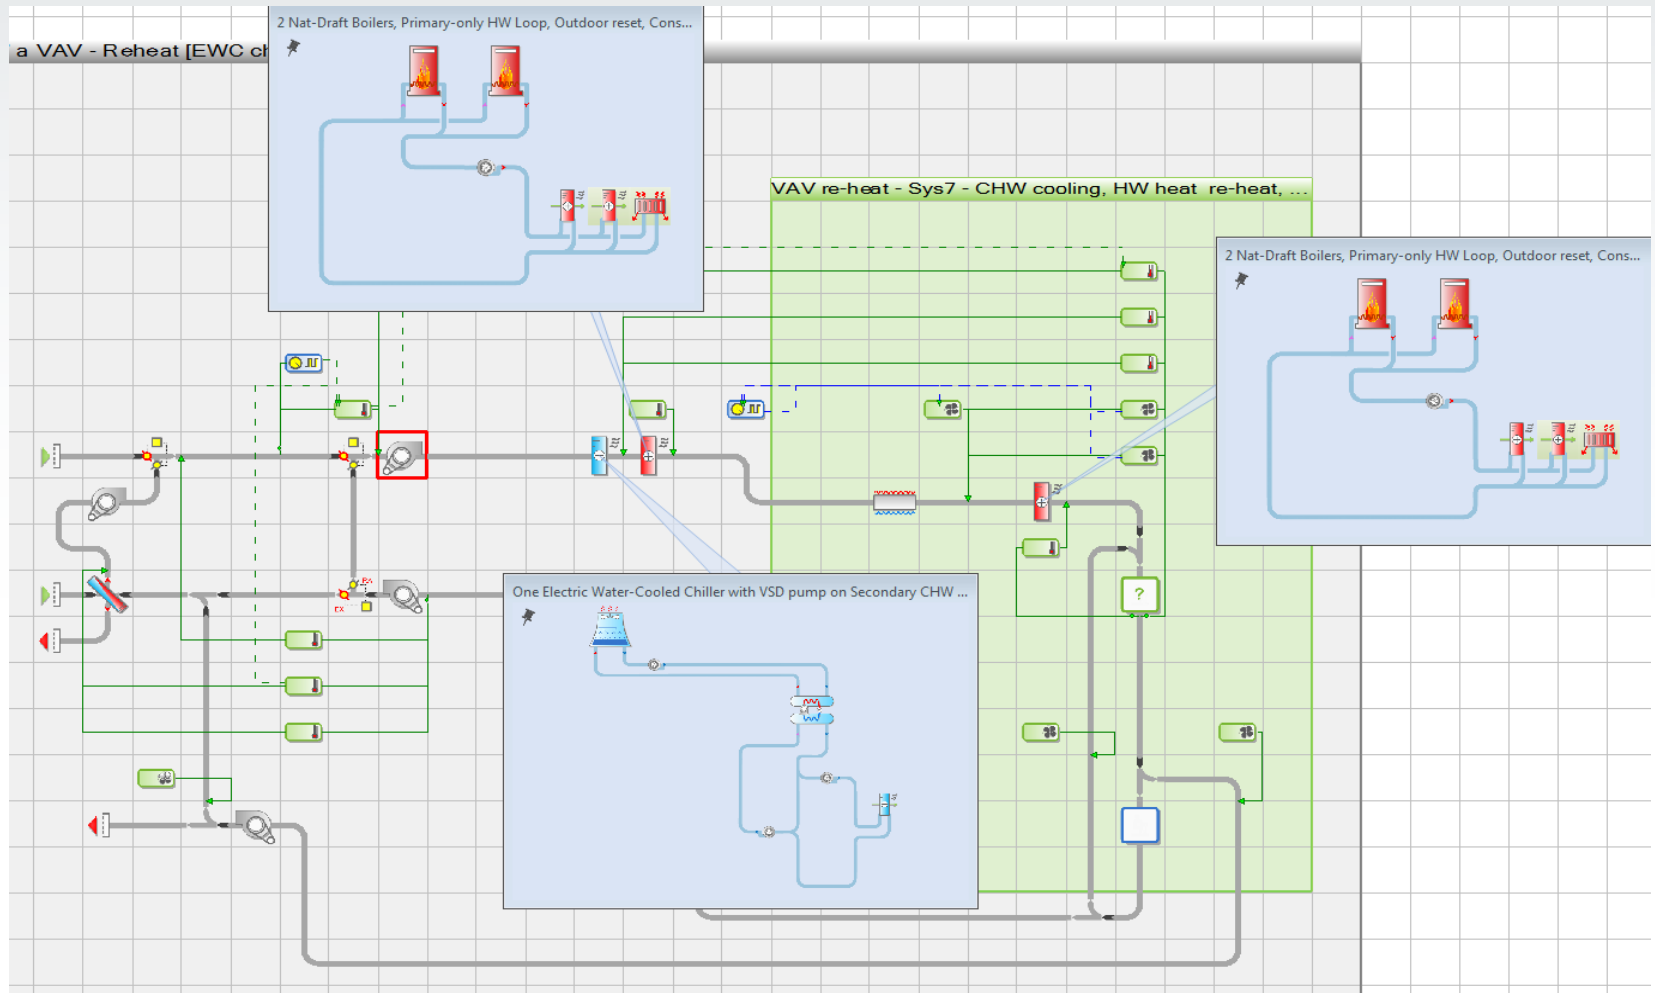 2 Nat-Draft Boilers, Primary-only HW Loop, Outdoor reset, Cons...
a VAV - Reheat [EWC ch
VAV re-heat - Sys7 - CHW cooling, HW heat re-heat, ...
2 Nat-Draft Boilers, Primary-only HW Loop, Outdoor reset, Cons...
RA
EX
?
One Electric Water-Cooled Chiller with VSD pump on Secondary CHW ...